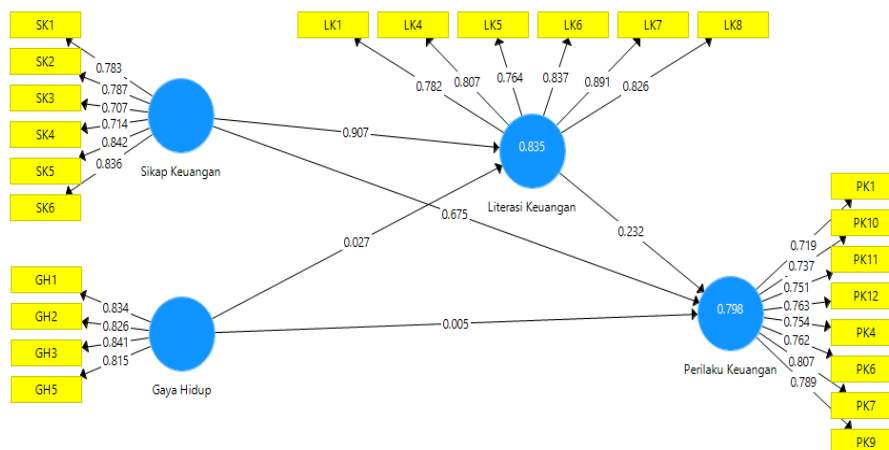 SK1
SK2
SK3
SK4
SK5
SK6
0.783
0.787
0.707
0.714
0.842
0.836
Sikap Keuangan
LK1
LK4
LK5
LK6
LK7
LK8
0.782
0.807
0.764
0.837
0.891
0.826
0.835
Literasi Keuangan
0.907
0.675
0.027
0.232
0.005
GH1
GH2
GH3
GH5
0.834
0.826
0.841
0.815
Gaya Hidup
0.798
Perilaku Keuangan
0.719
0.737
0.751
0.763
0.754
0.762
0.807
0.789
PK1
PK10
PK11
PK12
PK4
PK6
PK7
PK9